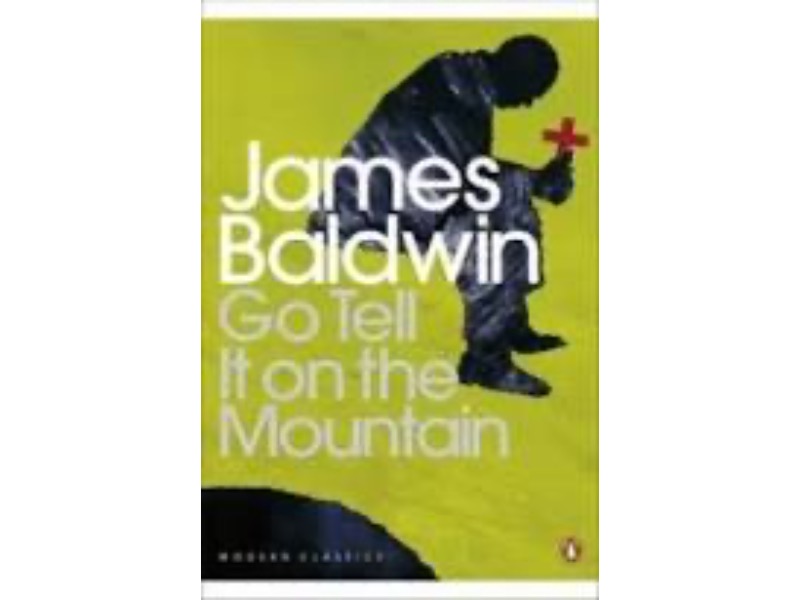 James
Baldwin
Go Tell
It on the
Mountain
MODERN CLASSICS